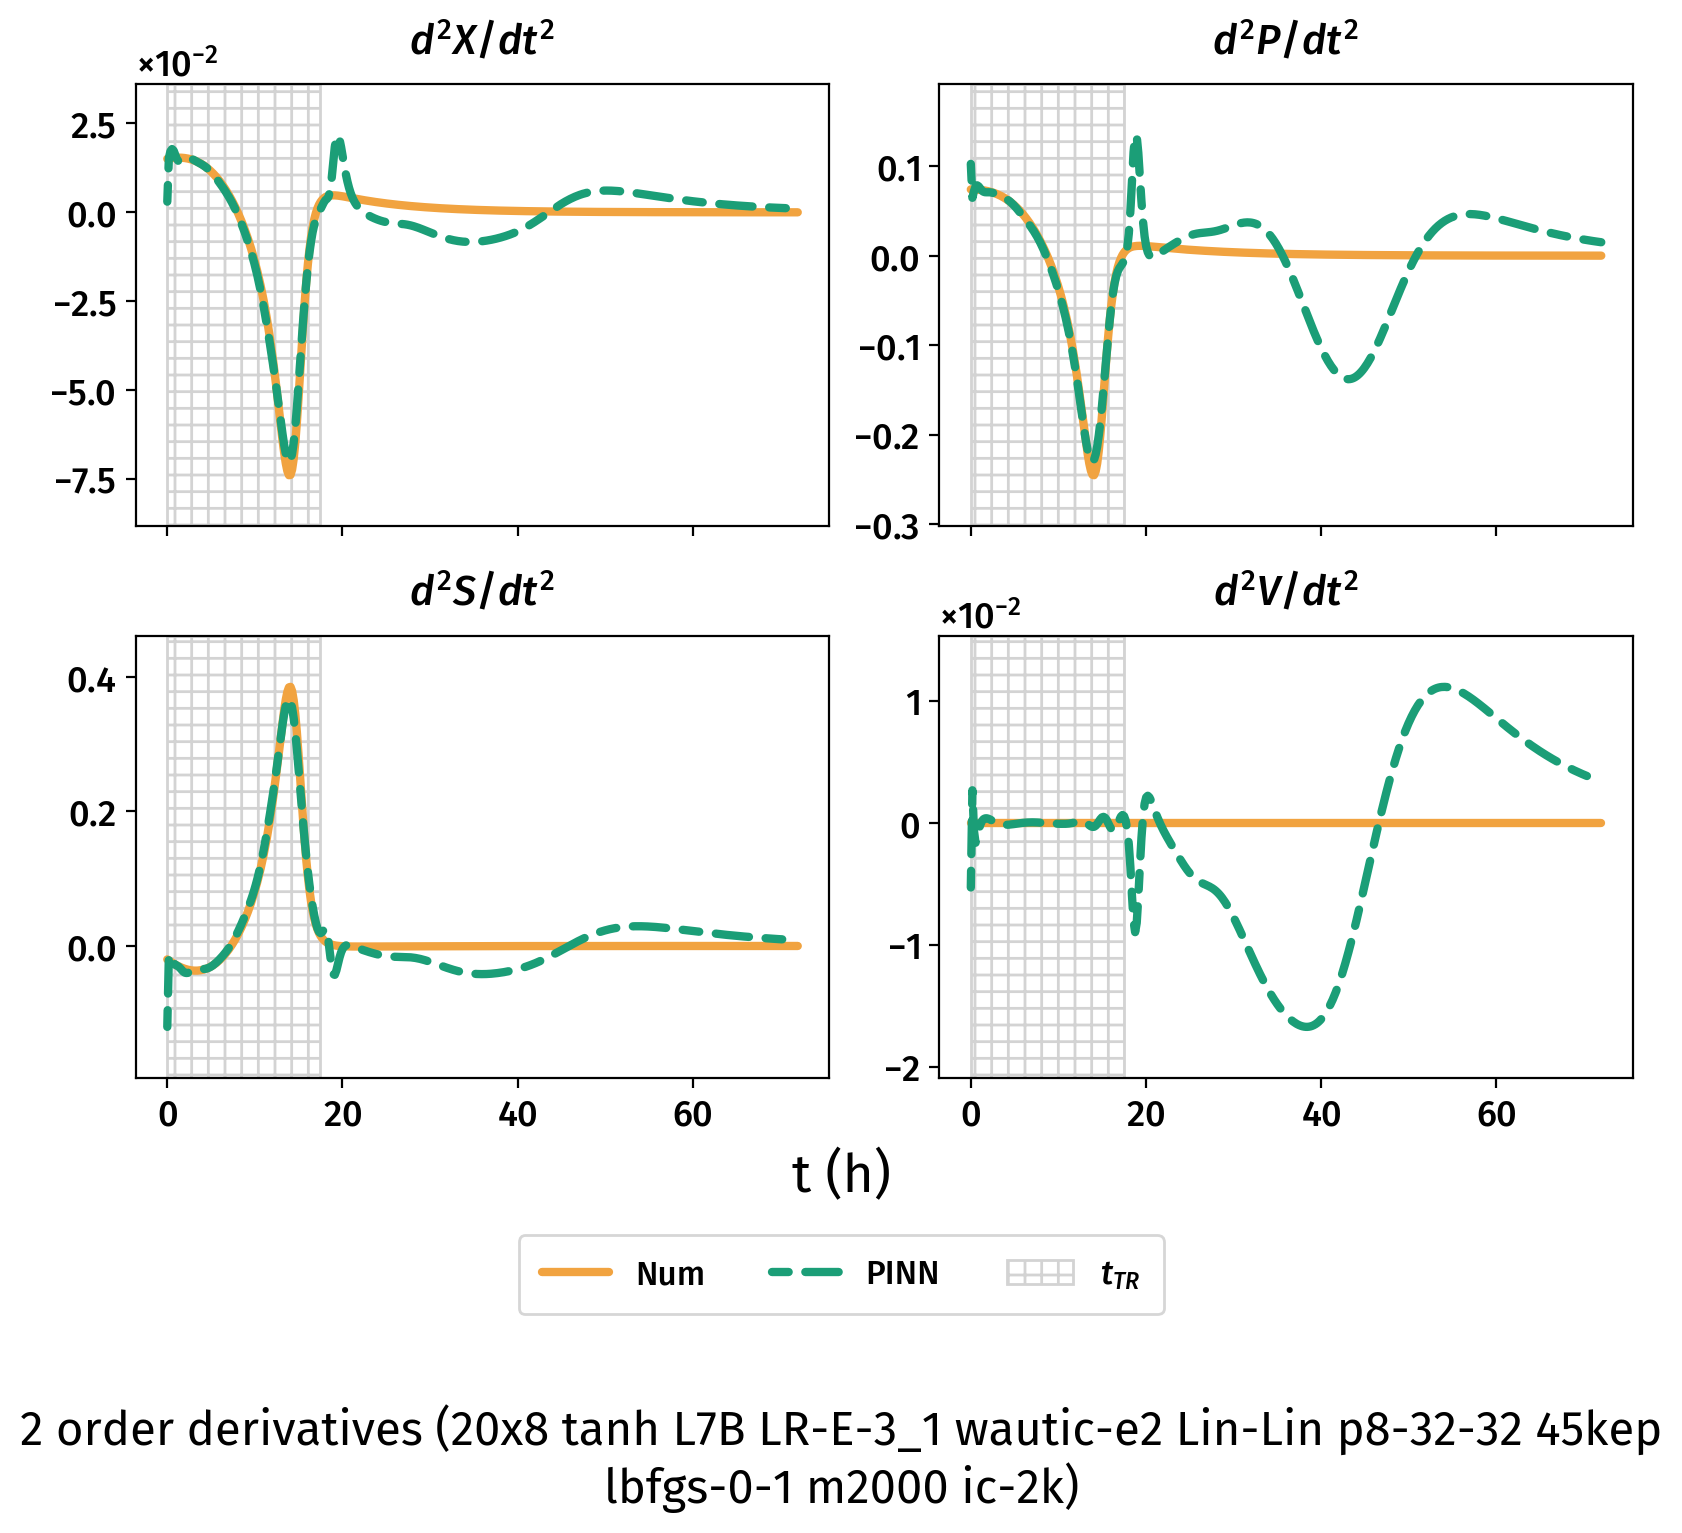 d²X/dt²
×10⁻²
2.5
0.0
−2.5
−5.0
−7.5
d²P/dt²
0.1
0.0
−0.1
−0.2
−0.3
d²S/dt²
0.4
0.2
0.0
0 20 40 60
d²V/dt²
×10⁻²
1
0
−1
−2
0 20 40 60
t (h)
Num PINN t_TR
2 order derivatives (20x8 tanh L7B LR-E-3_1 wautic-e2 Lin-Lin p8-32-32 45kep
lbfgs-0-1 m2000 ic-2k)